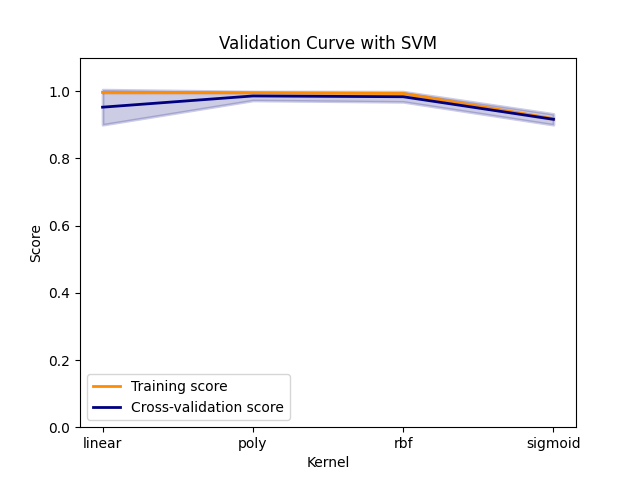 Validation Curve with SVM
1.0
0.8
0.6
0.4
0.2
0.0
Score
Training score
Cross-validation score
linear
poly
rbf
sigmoid
Kernel